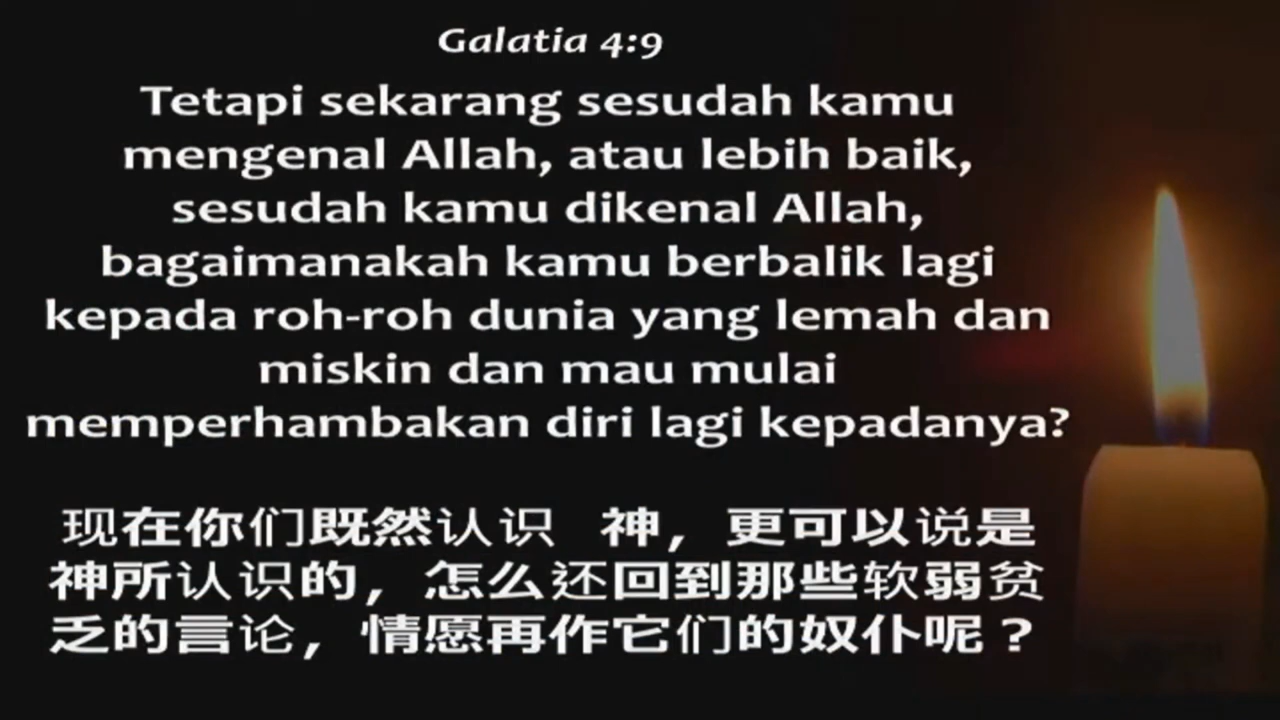 Galatia 4:9
Tetapi sekarang sesudah kamu
mengenal Allah, atau lebih baik,
sesudah kamu dikenal Allah,
bagaimanakah kamu berbalik lagi
kepada roh-roh dunia yang lemah dan
miskin dan mau mulai
memperhambakan diri lagi kepadanya?
现在你们既然认识　神，更可以说是
神所认识的，怎么还回到那些软弱贫
乏的言论，情愿再作它们的奴仆呢？